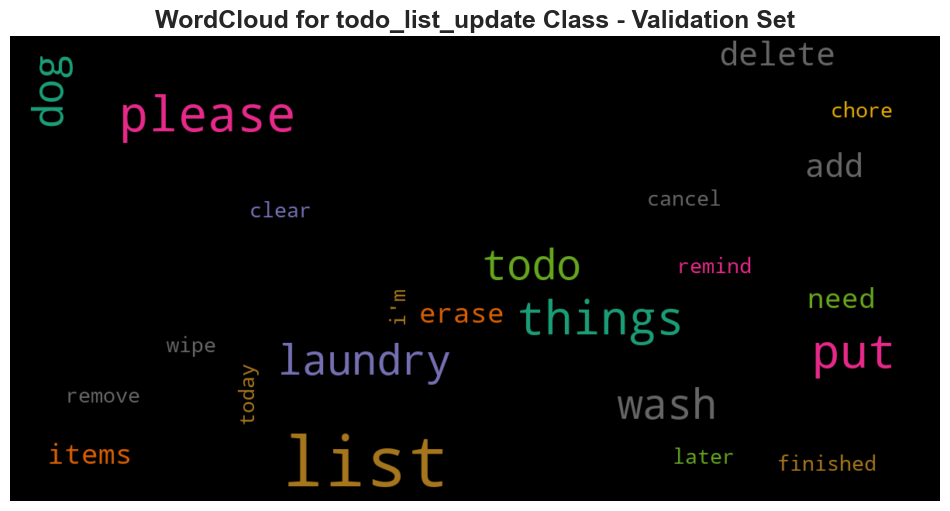 WordCloud for todo_list_update Class - Validation Set
dog
please
delete
chore
add
clear
cancel
todo
remind
i'm
erase
things
need
wipe
laundry
put
remove
today
wash
items
list
later
finished